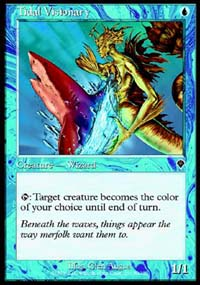 Tidal Visionary
Creature — Wizard
: Target creature becomes the color
of your choice until end of turn.
Beneath the waves, things appear the
way merfolk want them to.
Illus.
1/1